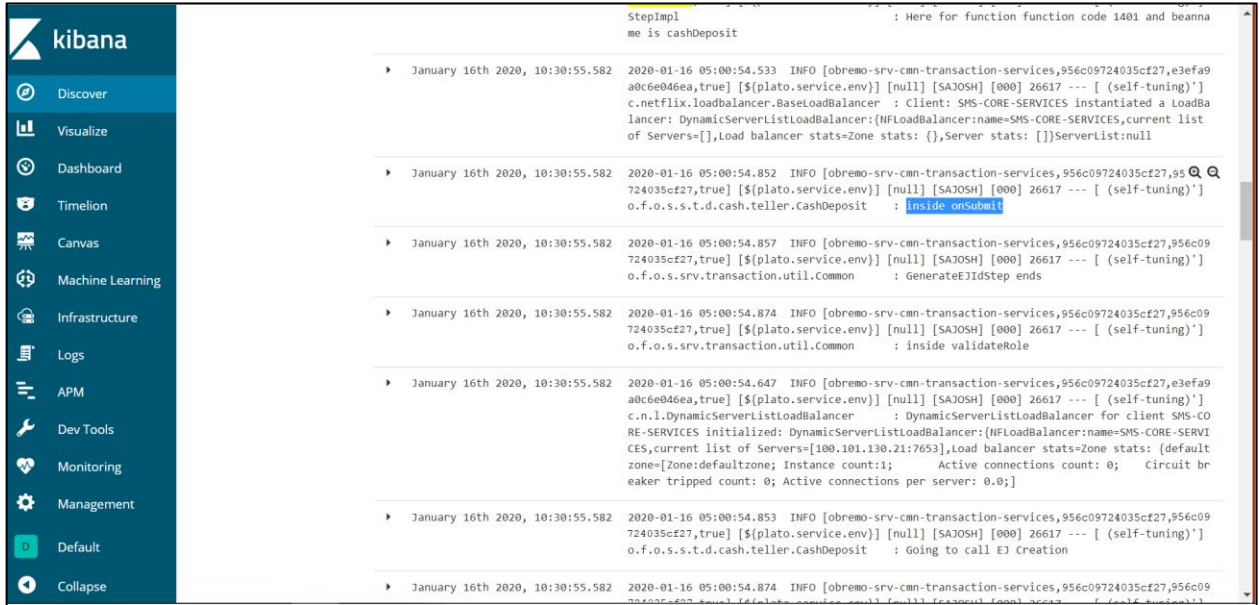 kibana
Discover
Visualize
Dashboard
Timelion
Canvas
Machine Learning
Infrastructure
Logs
APM
Dev Tools
Monitoring
Management
D Default
Collapse
StepImpl : Here for function function code 1401 and beanna
me is cashDeposit
January 16th 2020, 10:30:55.582 2020-01-16 05:00:54.533 INFO [obremo-srv-cmn-transaction-services,956c09724035cf27,e3efa9
a0c6e046ea,true] [${plato.service.env}] [null] [SAJOSH] [000] 26617 --- [ (self-tuning)']
c.netflix.loadbalancer.BaseLoadBalancer : Client: SMS-CORE-SERVICES instantiated a LoadBa
lancer: DynamicServerListLoadBalancer:{NFLoadBalancer:name=SMS-CORE-SERVICES,current list
of Servers=[],Load balancer stats=Zone stats: {},Server stats: []}ServerList:null
January 16th 2020, 10:30:55.582 2020-01-16 05:00:54.852 INFO [obremo-srv-cmn-transaction-services,956c09724035cf27,95
724035cf27,true] [${plato.service.env}] [null] [SAJOSH] [000] 26617 --- [ (self-tuning)']
o.f.o.s.s.t.d.cash.teller.CashDeposit : inside onSubmit
January 16th 2020, 10:30:55.582 2020-01-16 05:00:54.857 INFO [obremo-srv-cmn-transaction-services,956c09724035cf27,956c09
724035cf27,true] [${plato.service.env}] [null] [SAJOSH] [000] 26617 --- [ (self-tuning)']
o.f.o.s.srv.transaction.util.Common : GenerateEJIdStep ends
January 16th 2020, 10:30:55.582 2020-01-16 05:00:54.874 INFO [obremo-srv-cmn-transaction-services,956c09724035cf27,956c09
724035cf27,true] [${plato.service.env}] [null] [SAJOSH] [000] 26617 --- [ (self-tuning)']
o.f.o.s.srv.transaction.util.Common : inside validateRole
January 16th 2020, 10:30:55.582 2020-01-16 05:00:54.647 INFO [obremo-srv-cmn-transaction-services,956c09724035cf27,e3efa9
a0c6e046ea,true] [${plato.service.env}] [null] [SAJOSH] [000] 26617 --- [ (self-tuning)']
c.n.l.DynamicServerListLoadBalancer : DynamicServerListLoadBalancer for client SMS-CO
RE-SERVICES initialized: DynamicServerListLoadBalancer:{NFLoadBalancer:name=SMS-CORE-SERVI
CES,current list of Servers=[100.101.130.21:7653],Load balancer stats=Zone stats: {default
zone=[Zone:defaultzone; Instance count:1; Active connections count: 0; Circuit br
eaker tripped count: 0; Active connections per server: 0.0;]
January 16th 2020, 10:30:55.582 2020-01-16 05:00:54.853 INFO [obremo-srv-cmn-transaction-services,956c09724035cf27,956c09
724035cf27,true] [${plato.service.env}] [null] [SAJOSH] [000] 26617 --- [ (self-tuning)']
o.f.o.s.s.t.d.cash.teller.CashDeposit : Going to call EJ Creation
January 16th 2020, 10:30:55.582 2020-01-16 05:00:54.874 INFO [obremo-srv-cmn-transaction-services,956c09724035cf27,956c09